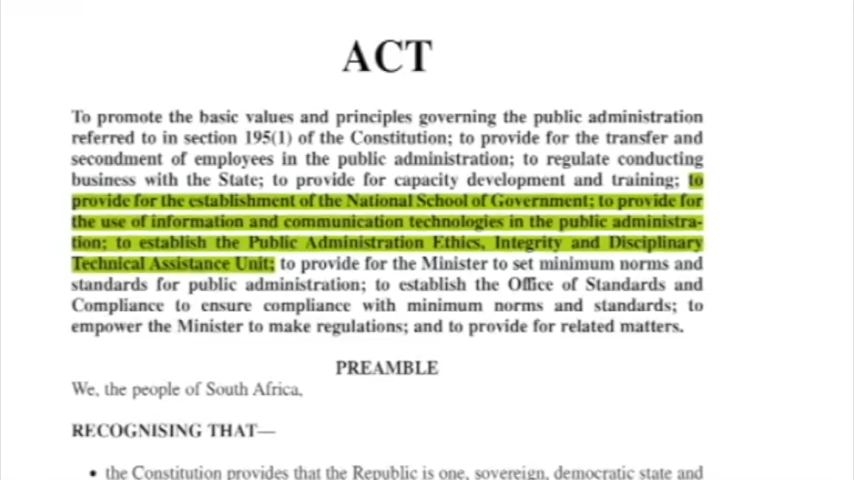 ACT
To promote the basic values and principles governing the public administration
referred to in section 195(1) of the Constitution; to provide for the transfer and
secondment of employees in the public administration; to regulate conducting
business with the State; to provide for capacity development and training; to
provide for the establishment of the National School of Government; to provide for
the use of information and communication technologies in the public administra-
tion; to establish the Public Administration Ethics, Integrity and Disciplinary
Technical Assistance Unit; to provide for the Minister to set minimum norms and
standards for public administration; to establish the Office of Standards and
Compliance to ensure compliance with minimum norms and standards; to
empower the Minister to make regulations; and to provide for related matters.
PREAMBLE
We, the people of South Africa,
RECOGNISING THAT—
• the Constitution provides that the Republic is one, sovereign, democratic state and